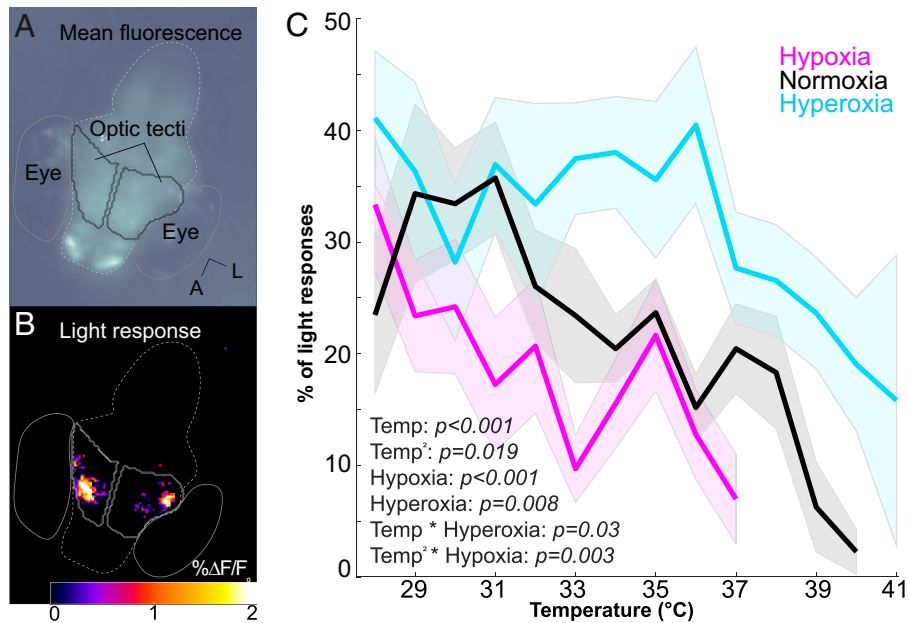 A
Mean fluorescence
Optic tecti
Eye
Eye
L
A
B
Light response
%ΔF/F₀
0 1 2
C
50
40
30
20
10
0
% of light responses
Hypoxia
Normoxia
Hyperoxia
Temp: p<0.001
Temp²: p=0.019
Hypoxia: p<0.001
Hyperoxia: p=0.008
Temp * Hyperoxia: p=0.03
Temp² * Hypoxia: p=0.003
29 31 33 35 37 39 41
Temperature (°C)